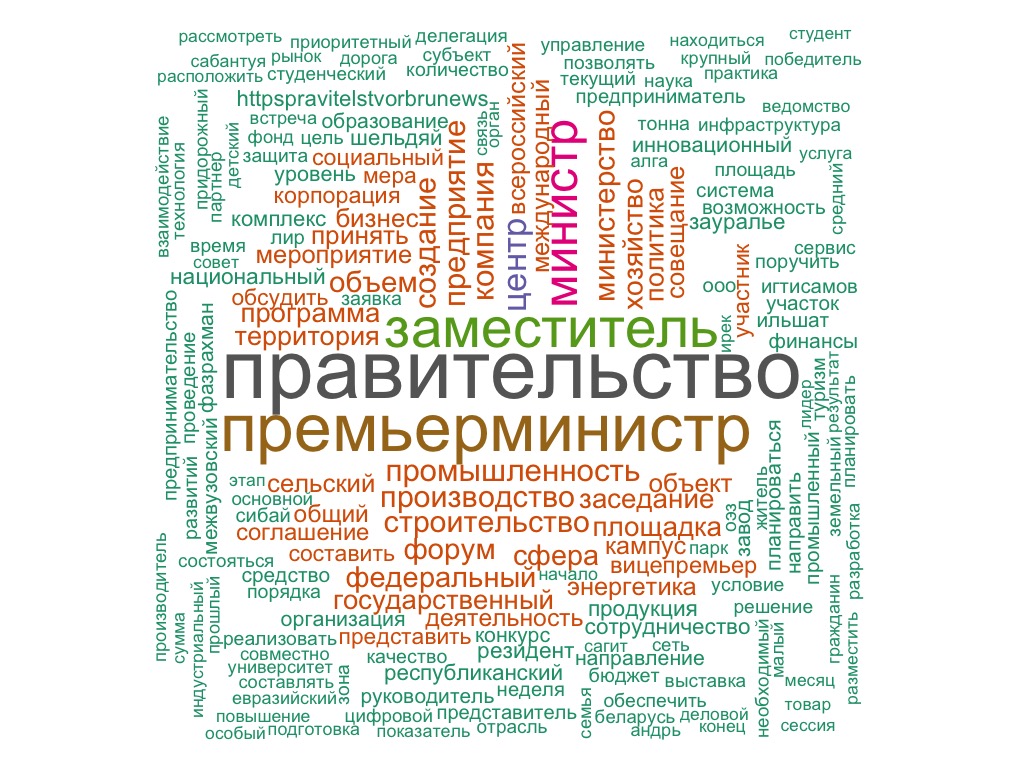 рассмотреть приоритетный делегация студент
сабантуя рынок дорога субъект управление находиться
расположить студенческий количество позволять крупный победитель
текущий наука практика
httpspravitelstvorbrunews предприниматель ведомство
встреча образование тонна инфраструктура
фонд цель шельдяй инновационный услуга
защита социальный алга площадь
уровень мера система
корпорация возможность
комплекс бизнес зауралье
время лир принять сервис
совет мероприятие поручить
национальный объем ооо игтисамов
обсудить заявка участок
программа ильшат
территория заместитель финансы
правительство
премьерминистр
взаимодействие
технология
придорожный
партнер
детский
создание
предприятие
компания
связь
орган
центр
всероссийский
международный
министр
министерство
хозяйство
политика
совещание
участник
ирек
средний
предпринимательство
проведение
фазрахман
развитий
межвузовский
лидер
туризм
результат
планировать
промышленный
земельный
планироваться
направить
житель
завод
оэз
промышленность
этап сельский объект
основной производство заседание
сибай общий строительство площадка
соглашение
составить форум сфера кампус парк
состояться вицепремьер
средство федеральный начало энергетика условие
порядка государственный продукция решение
организация деятельность сотрудничество
реализовать представить конкурс сагит сеть
совместно качество резидент направление
университет республиканский бюджет выставка месяц
составлять
евразийский руководитель неделя обеспечить товар
повышение цифровой представитель беларусь деловой сессия
особый подготовка показатель отрасль андрь конец
производитель
сумма
индустриальный
прошлый
зона
семья
необходимый
малый
гражданин
разместить
разработка